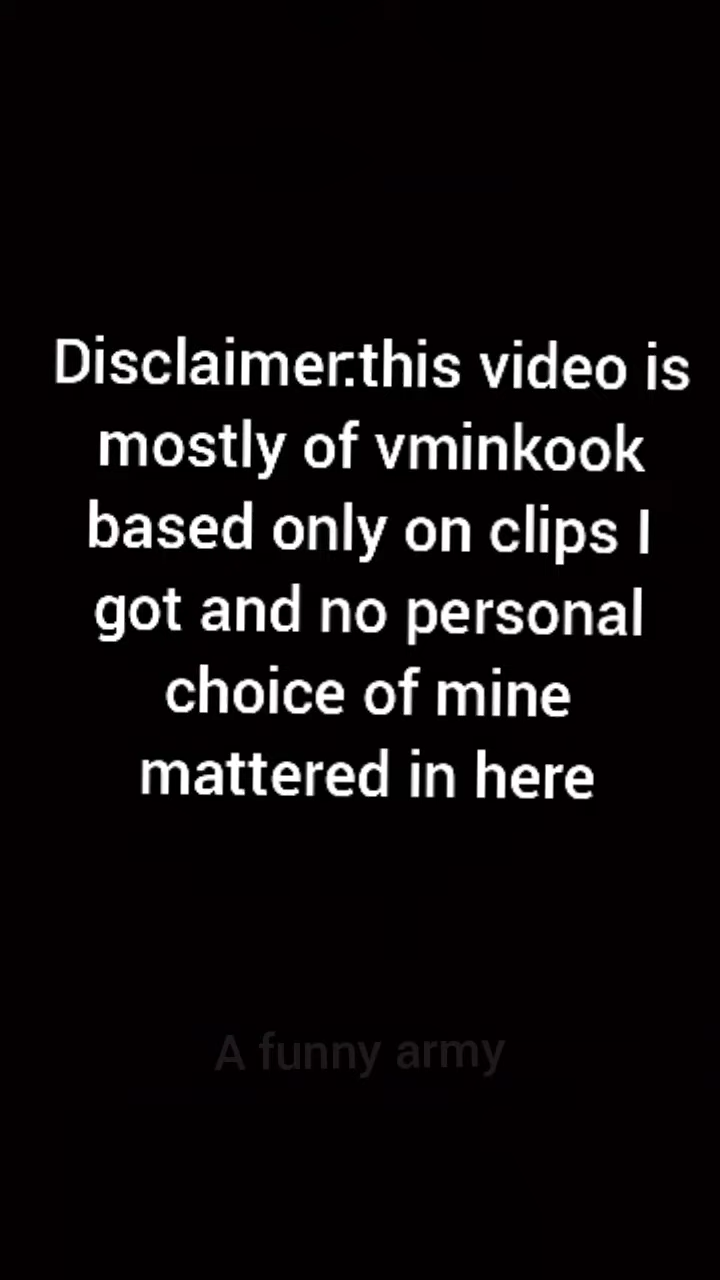 Disclaimer:this video is
mostly of vminkook
based only on clips I
got and no personal
choice of mine
mattered in here
A funny army